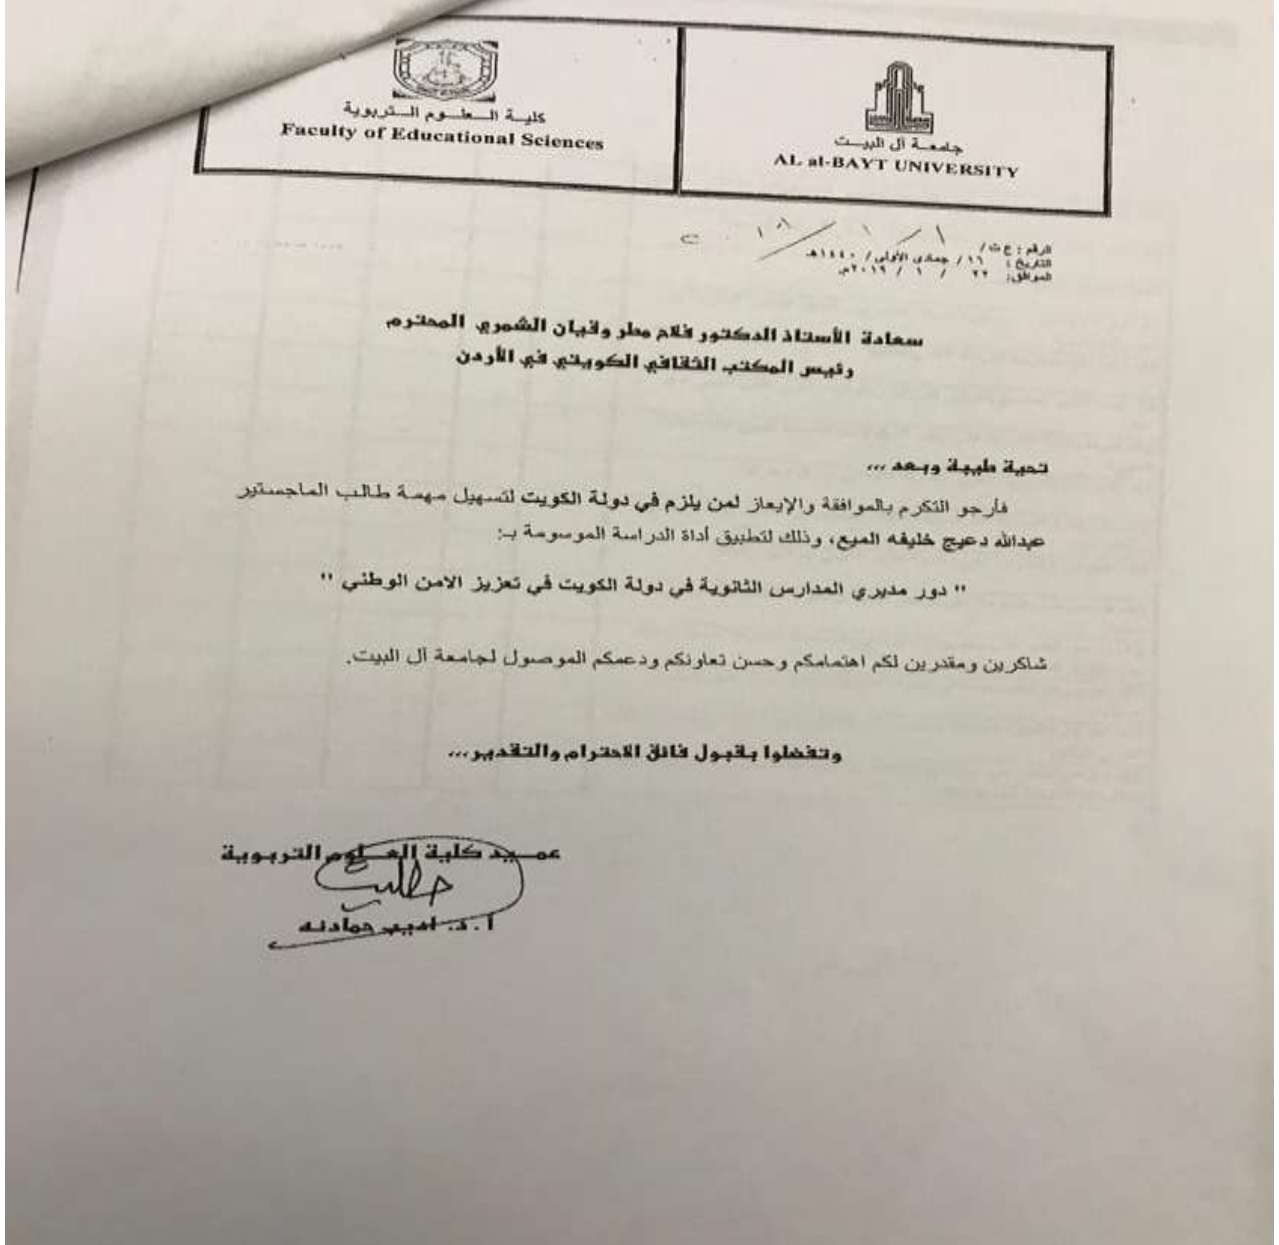 جامعة آل البيت
AL al-BAYT UNIVERSITY
كلية العلوم التربوية
Faculty of Educational Sciences
الرقم : ع ث /
التاريخ : ١٦ / جمادى الأولى / ١٤٤٠هـ
الموافق: ٢٢ / ١ / ٢٠١٩م
سعادة الأستاذ الدكتور فلاح مطر وقيان الشمري المحترم
رئيس المكتب الثقافي الكويتي في الأردن
تحية طيبة وبعد ...
فأرجو التكرم بالموافقة والإيعاز لمن يلزم في دولة الكويت لتسهيل مهمة طالب الماجستير
عبدالله دعيج خليفه الميع، وذلك لتطبيق أداة الدراسة الموسومة بـ:
" دور مديري المدارس الثانوية في دولة الكويت في تعزيز الامن الوطني "
شاكرين ومقدرين لكم اهتمامكم وحسن تعاونكم ودعمكم الموصول لجامعة آل البيت.
وتفضلوا بقبول فائق الاحترام والتقدير...
عميد كلية العلوم التربوية
أ.د. اديب حمادنه